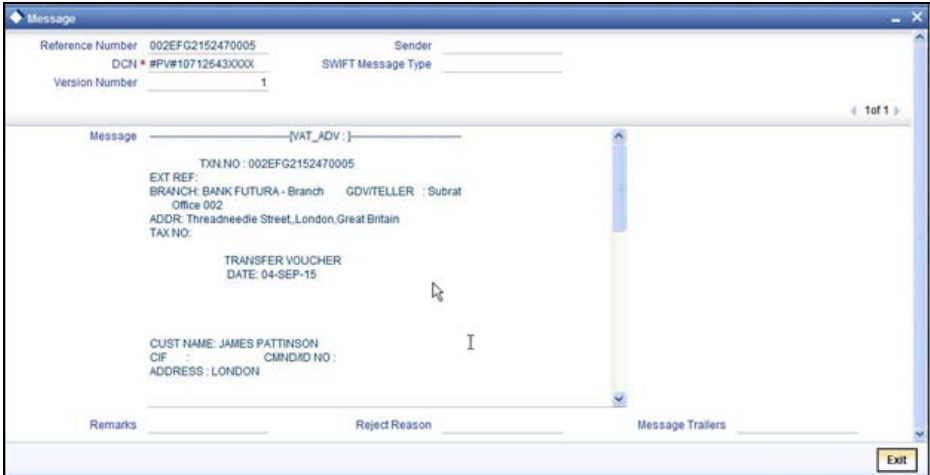 Message
Reference Number 002EFG2152470005 Sender
DCN * #PV#10712643XXXX SWIFT Message Type
Version Number 1
1of 1
Message ----------------------------------------[VAT_ADV : ]--------------------------------
TXN.NO : 002EFG2152470005
EXT REF:
BRANCH: BANK FUTURA - Branch GDV/TELLER : Subrat
Office 002
ADDR: Threadneedle Street,,London,Great Britain
TAX NO:
TRANSFER VOUCHER
DATE: 04-SEP-15
CUST NAME: JAMES PATTINSON
CIF : CMND/ID NO :
ADDRESS : LONDON
Remarks Reject Reason Message Trailers
Exit